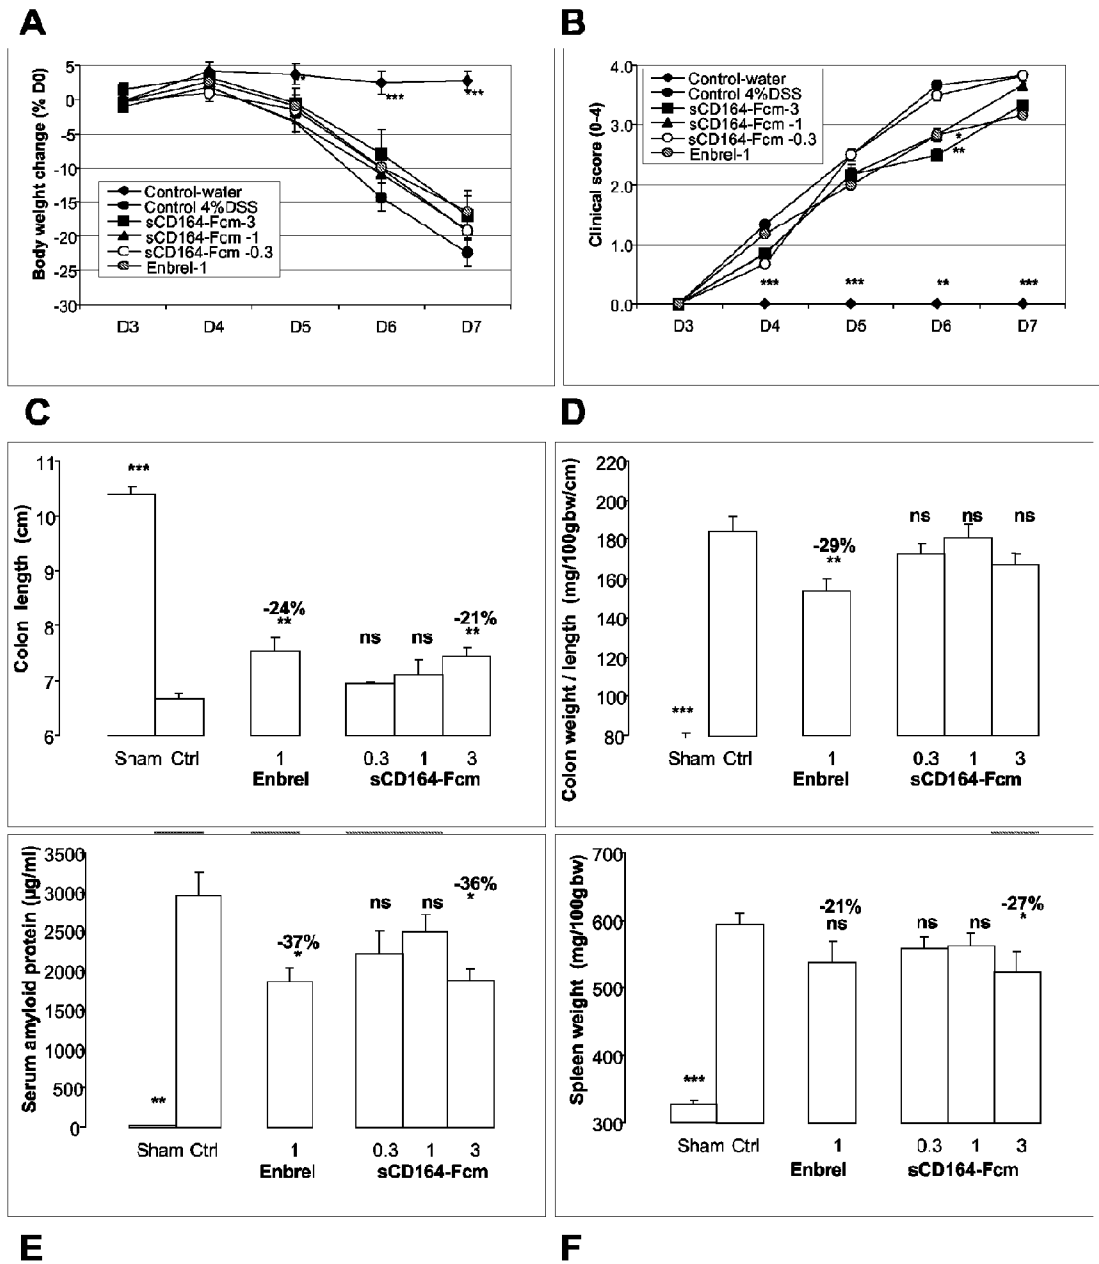 A
B
Body weight change (% D0)
5
0
-5
-10
-15
-20
-25
-30
**
***
***
Control-water
Control 4%DSS
sCD164-Fcm-3
sCD164-Fcm -1
sCD164-Fcm -0.3
Enbrel-1
D3 D4 D5 D6 D7
Clinical score (0-4)
4.0
3.0
2.0
1.0
0.0
Control-water
Control 4%DSS
sCD164-Fcm-3
sCD164-Fcm -1
sCD164-Fcm -0.3
Enbrel-1
*
**
*** *** ** ***
D3 D4 D5 D6 D7
C
D
Colon length (cm)
11
10
9
8
7
6
***
-24%
**
ns ns
-21%
**
Sham Ctrl 1 0.3 1 3
Enbrel sCD164-Fcm
Colon weight / length (mg/100gbw/cm)
220
200
180
160
140
120
100
80
***
-29%
**
ns ns ns
Sham Ctrl 1 0.3 1 3
Enbrel sCD164-Fcm
Serum amyloid protein (µg/ml)
3500
3000
2500
2000
1500
1000
500
0
**
-37%
*
ns ns
-36%
*
Sham Ctrl 1 0.3 1 3
Enbrel sCD164-Fcm
Spleen weight (mg/100gbw)
700
600
500
400
300
***
-21%
ns
ns ns
-27%
*
Sham Ctrl 1 0.3 1 3
Enbrel sCD164-Fcm
E
F